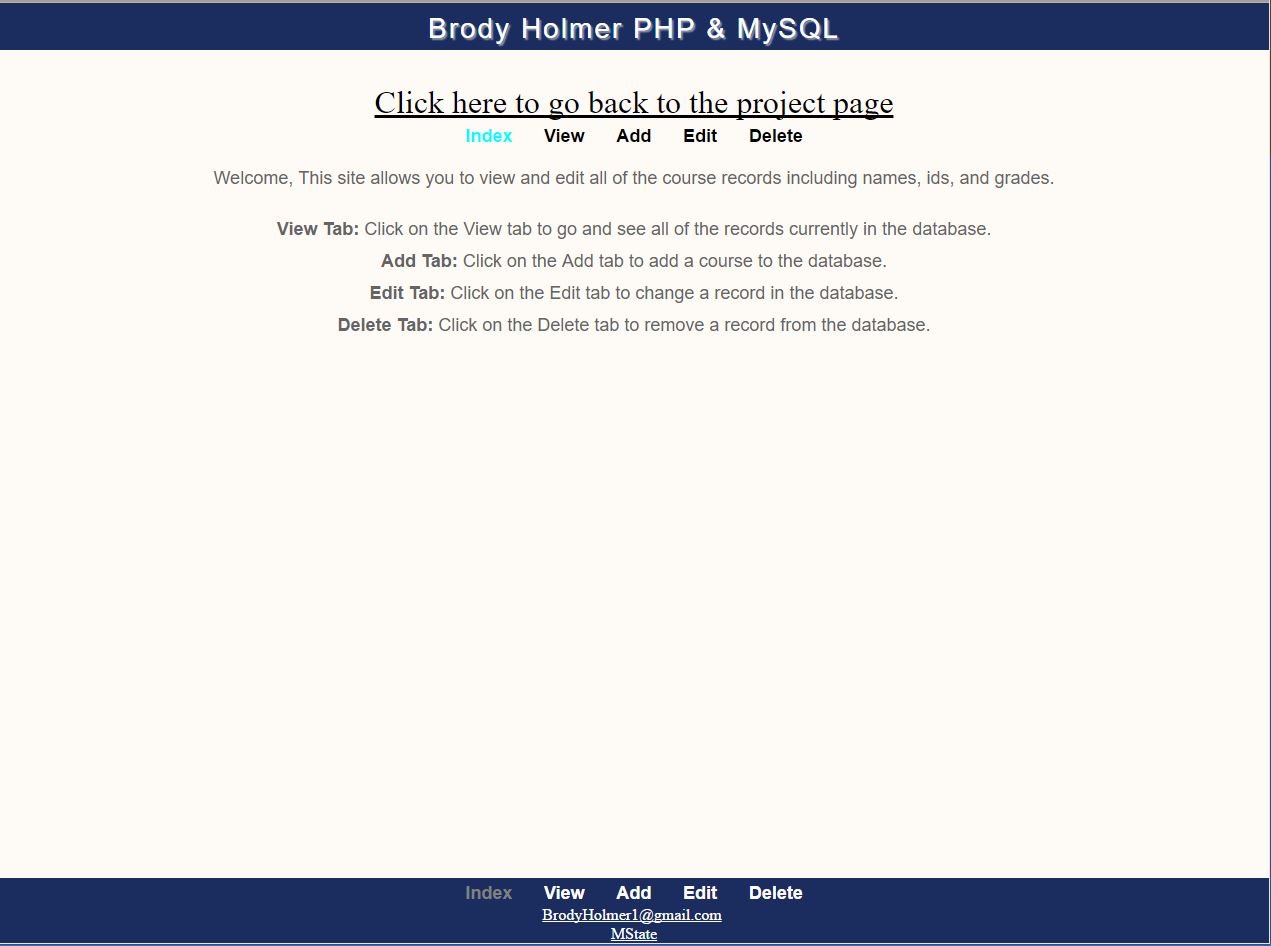 Brody Holmer PHP & MySQL
Click here to go back to the project page
Index View Add Edit Delete
Welcome, This site allows you to view and edit all of the course records including names, ids, and grades.
View Tab: Click on the View tab to go and see all of the records currently in the database.
Add Tab: Click on the Add tab to add a course to the database.
Edit Tab: Click on the Edit tab to change a record in the database.
Delete Tab: Click on the Delete tab to remove a record from the database.
Index View Add Edit Delete
BrodyHolmer1@gmail.com
MState